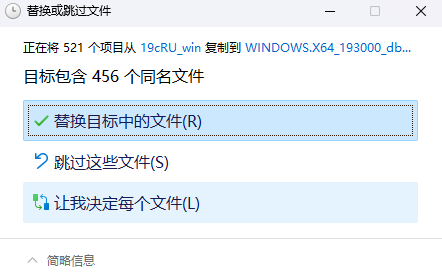 替换或跳过文件
正在将 521 个项目从 19cRU_win 复制到 WINDOWS.X64_193000_db...
目标包含 456 个同名文件
替换目标中的文件(R)
跳过这些文件(S)
让我决定每个文件(L)
简略信息